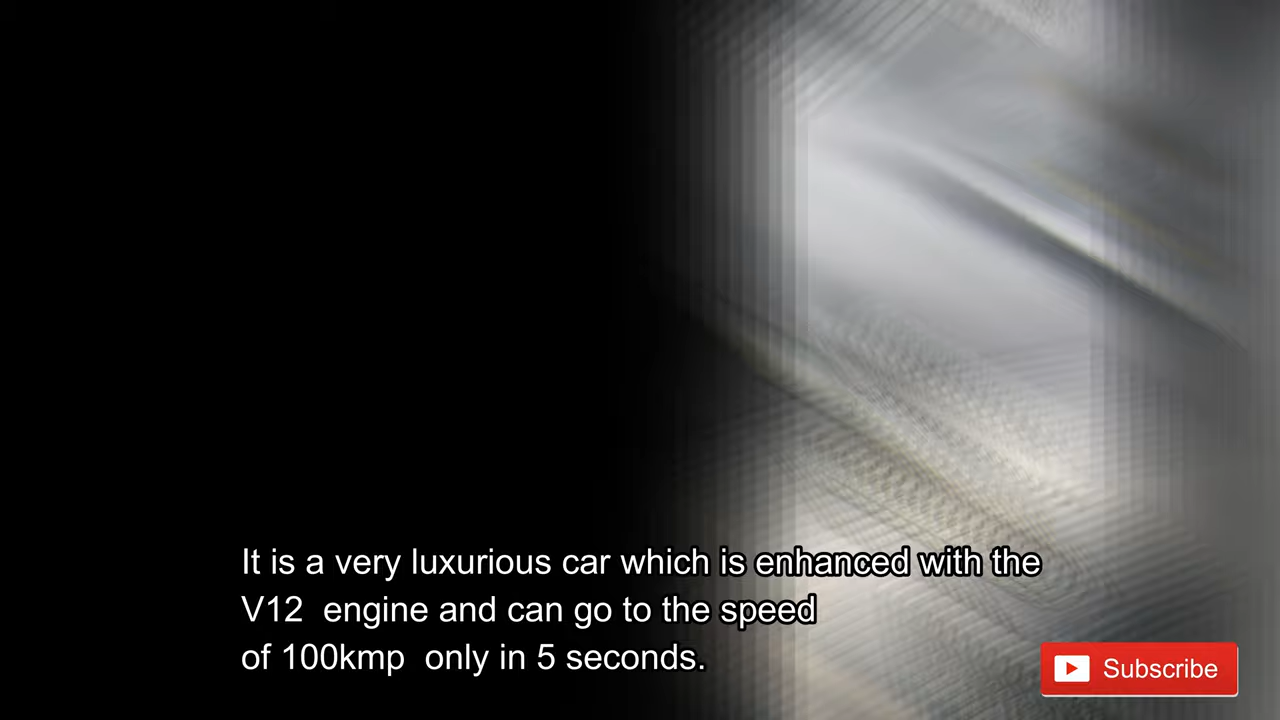 It is a very luxurious car which is enhanced with the
V12  engine and can go to the speed
of 100kmp  only in 5 seconds.
Subscribe